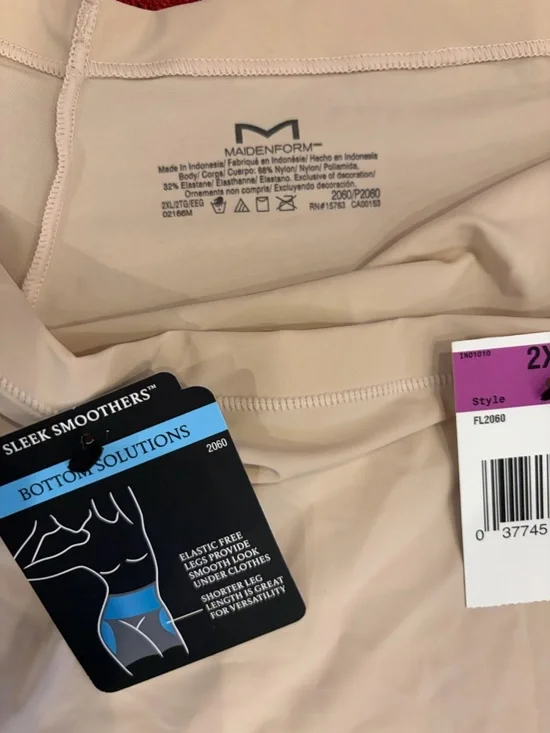 MAIDENFORM
Made In Indonesia/ Fabriqué en Indonésie/ Hecho en Indonesia
Body/ Corps/ Cuerpo: 68% Nylon/ Nylon/ Poliamida,
32% Elastane/ Élasthanne/ Elastano. Exclusive of decoration/
Ornements non compris/ Excluyendo decoración.
2060/P2060
2XL/2TG/EEG
02166M
RN#15763 CA00153
SLEEK SMOOTHERS™
BOTTOM SOLUTIONS
2060
ELASTIC FREE
LEGS PROVIDE
SMOOTH LOOK
UNDER CLOTHES
SHORTER LEG
LENGTH IS GREAT
FOR VERSATILITY
IND1010
2X
Style
FL2060
0 37745